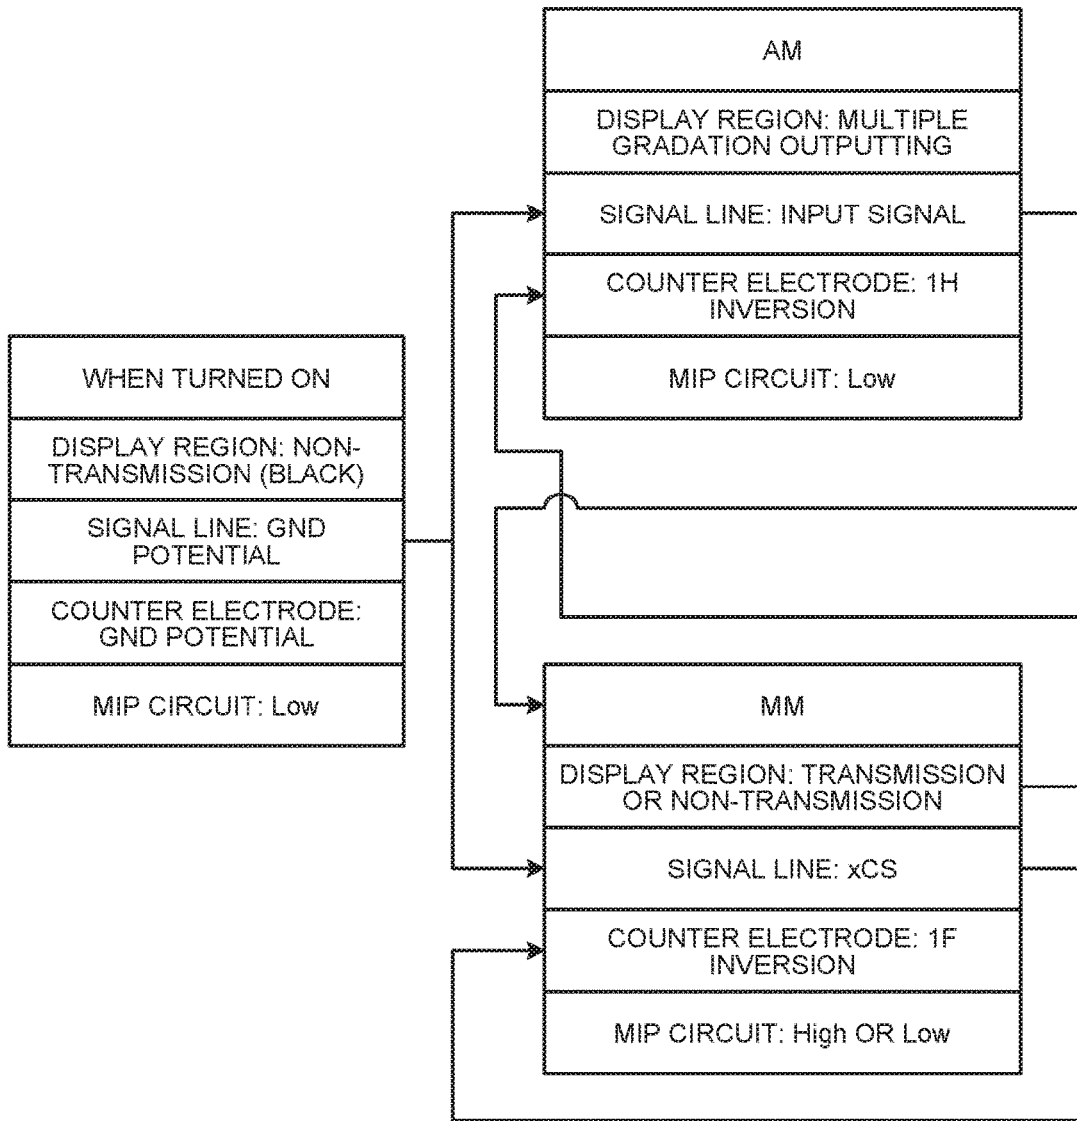 WHEN TURNED ON
DISPLAY REGION: NON-
TRANSMISSION (BLACK)
SIGNAL LINE: GND
POTENTIAL
COUNTER ELECTRODE:
GND POTENTIAL
MIP CIRCUIT: Low
AM
DISPLAY REGION: MULTIPLE
GRADATION OUTPUTTING
SIGNAL LINE: INPUT SIGNAL
COUNTER ELECTRODE: 1H
INVERSION
MIP CIRCUIT: Low
MM
DISPLAY REGION: TRANSMISSION
OR NON-TRANSMISSION
SIGNAL LINE: xCS
COUNTER ELECTRODE: 1F
INVERSION
MIP CIRCUIT: High OR Low